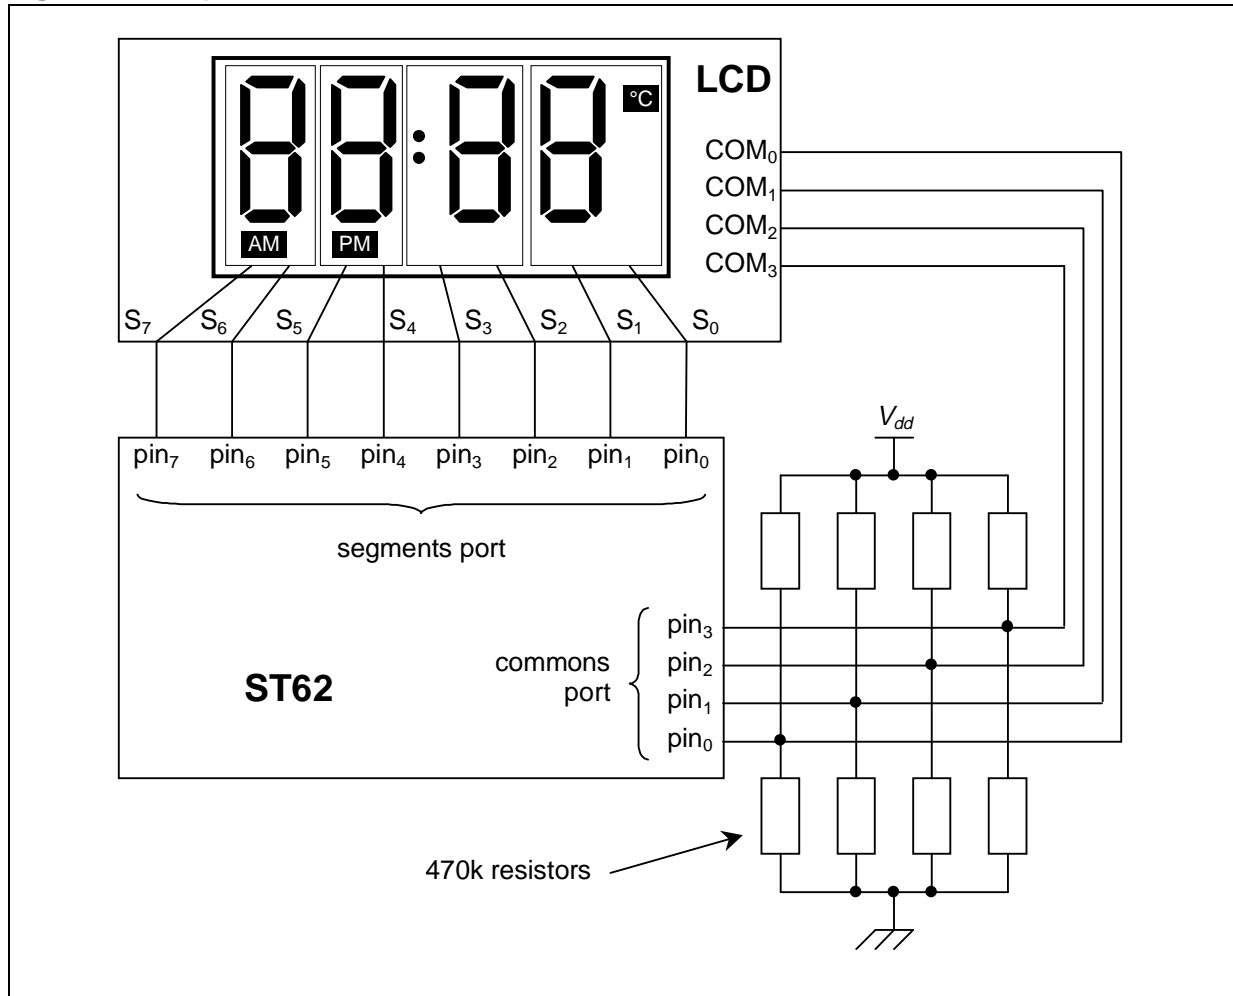 LCD
°C
COM0
COM1
COM2
COM3
AM PM
S7 S6 S5 S4 S3 S2 S1 S0
Vdd
pin7 pin6 pin5 pin4 pin3 pin2 pin1 pin0
segments port
pin3
commons
port
pin2
pin1
pin0
ST62
470k resistors